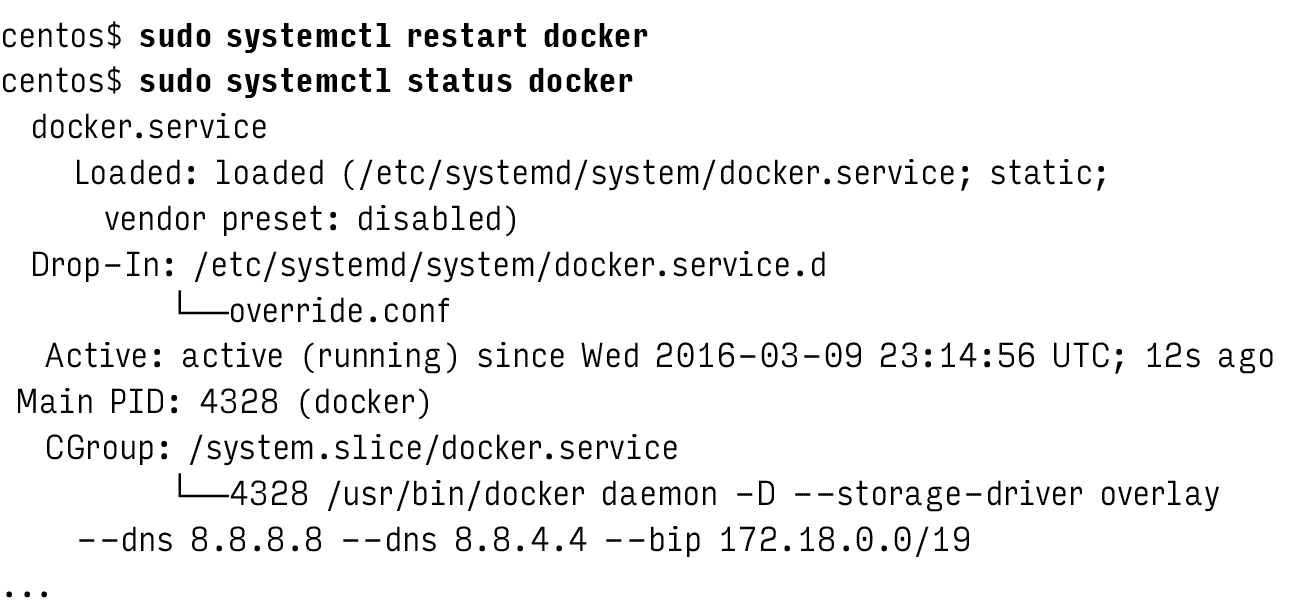 centos$ sudo systemctl restart docker
centos$ sudo systemctl status docker
docker.service
Loaded: loaded (/etc/systemd/system/docker.service; static;
vendor preset: disabled)
Drop-In: /etc/systemd/system/docker.service.d
└──override.conf
Active: active (running) since Wed 2016-03-09 23:14:56 UTC; 12s ago
Main PID: 4328 (docker)
CGroup: /system.slice/docker.service
└──4328 /usr/bin/docker daemon -D --storage-driver overlay
--dns 8.8.8.8 --dns 8.8.4.4 --bip 172.18.0.0/19
...